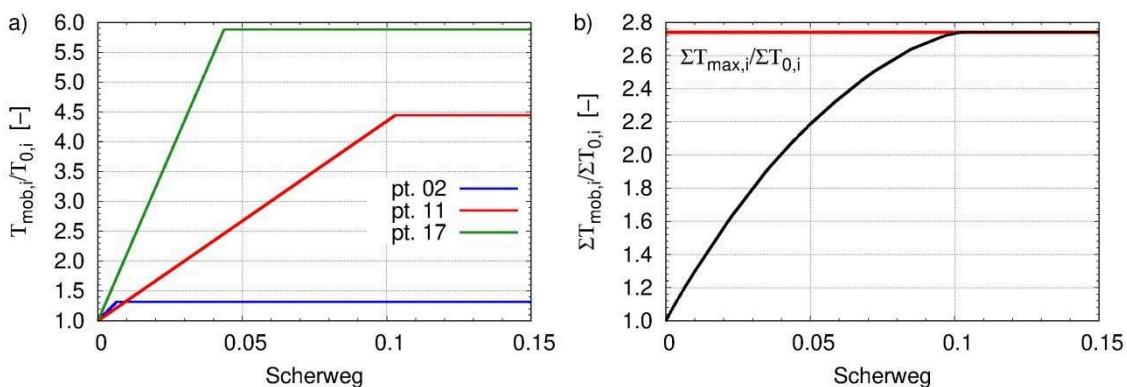 a)
T_mob,i/T_0,i [–]
6.0
5.5
5.0
4.5
4.0
3.5
3.0
2.5
2.0
1.5
1.0
pt. 02
pt. 11
pt. 17
0 0.05 0.1 0.15
Scherweg
b)
ΣT_mob,i/ΣT_0,i [–]
2.8
2.6
2.4
2.2
2.0
1.8
1.6
1.4
1.2
1.0
ΣT_max,i/ΣT_0,i
0 0.05 0.1 0.15
Scherweg